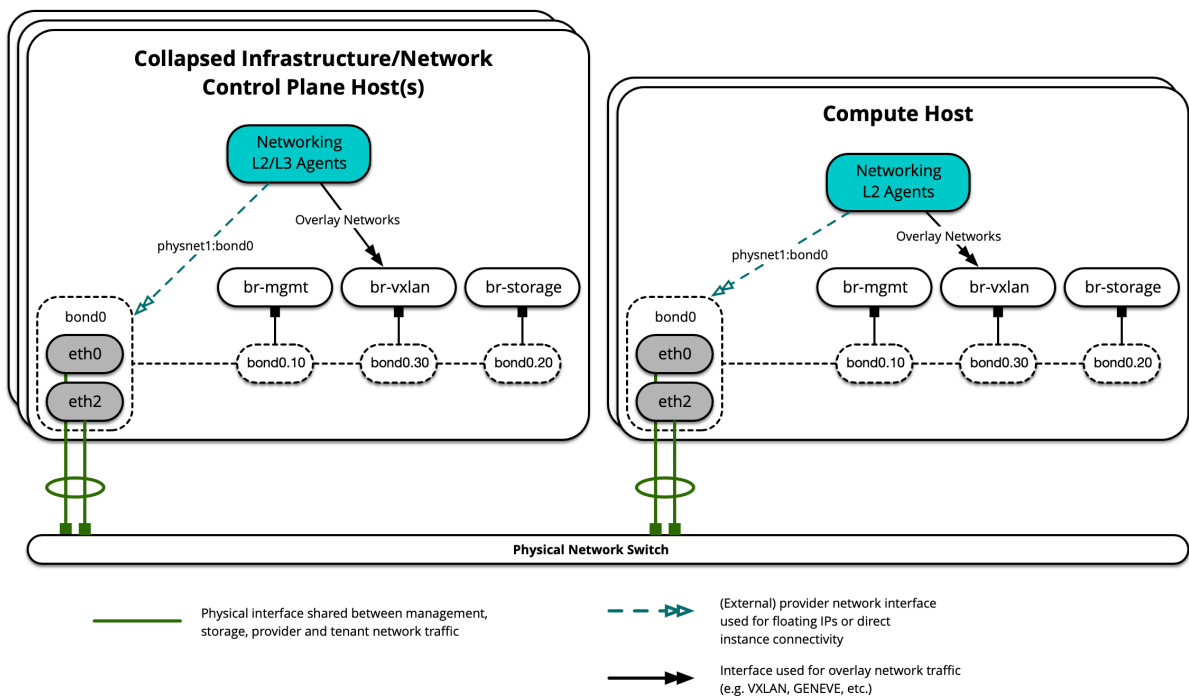 Collapsed Infrastructure/Network
Control Plane Host(s)
Networking
L2/L3 Agents
Overlay Networks
physnet1:bond0
br-mgmt
br-vxlan
br-storage
bond0
eth0
eth2
bond0.10
bond0.30
bond0.20
Compute Host
Networking
L2 Agents
Overlay Networks
physnet1:bond0
br-mgmt
br-vxlan
br-storage
bond0
eth0
eth2
bond0.10
bond0.30
bond0.20
Physical Network Switch
Physical interface shared between management,
storage, provider and tenant network traffic
(External) provider network interface
used for floating IPs or direct
instance connectivity
Interface used for overlay network traffic
(e.g. VXLAN, GENEVE, etc.)